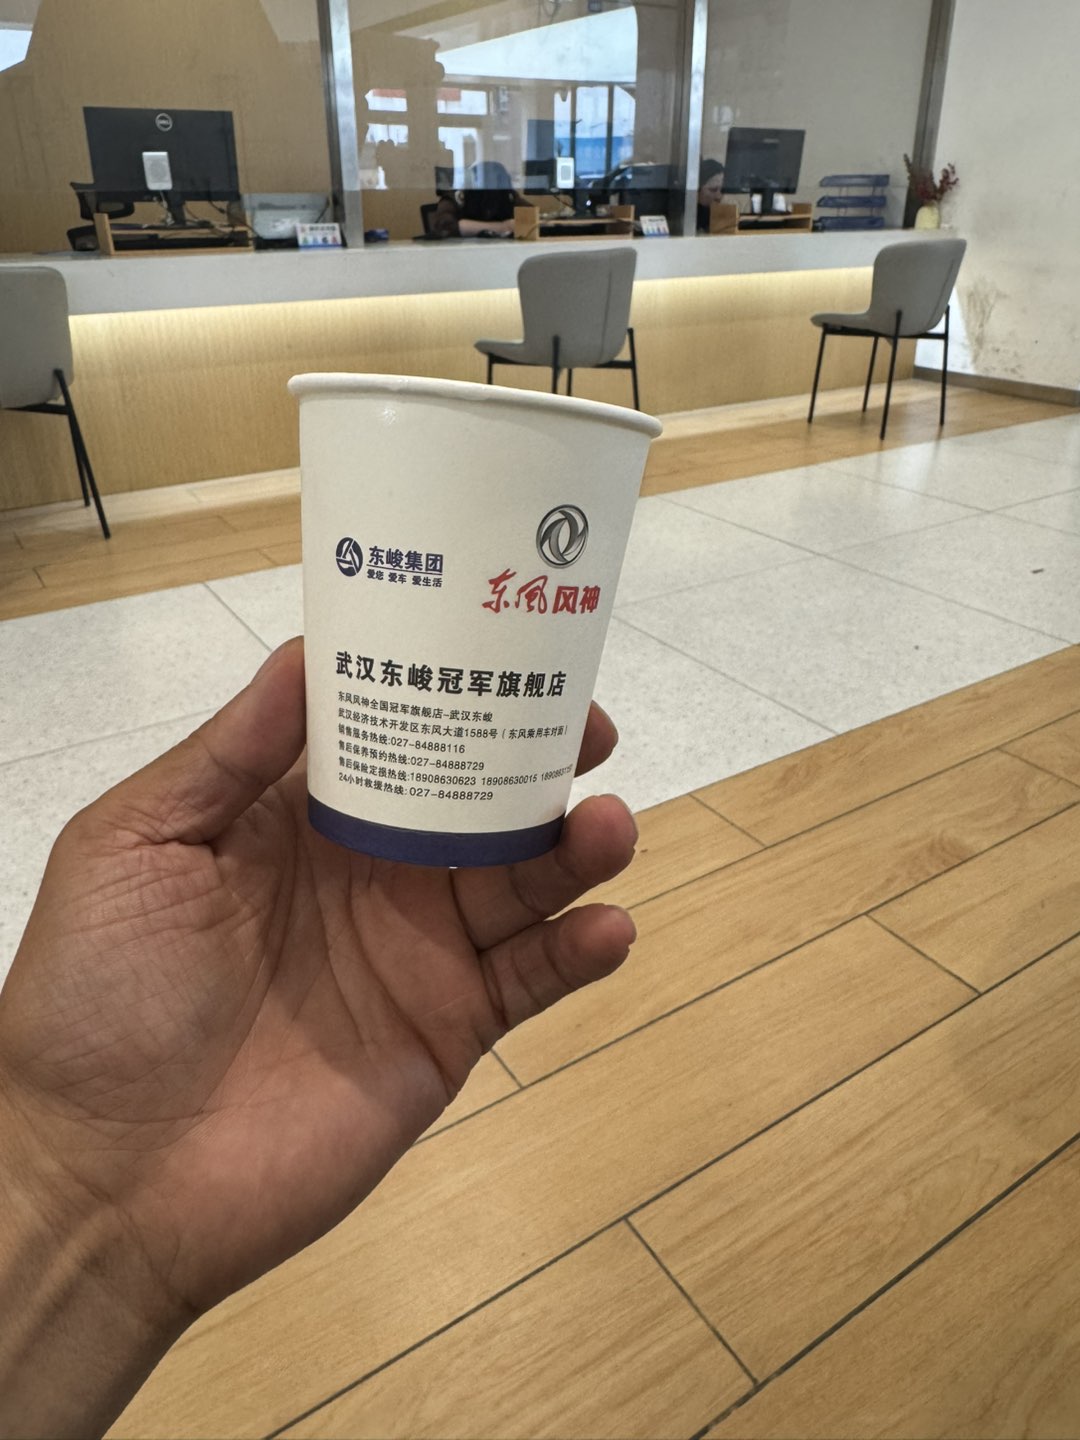 DELL
东峻集团
爱您 爱车 爱生活
东风风神
武汉东峻冠军旗舰店
东风风神全国冠军旗舰店-武汉东峻
武汉经济技术开发区东风大道1588号（东风乘用车对面）
销售服务热线:027-84888116
售后保养预约热线:027-84888729
售后保险定损热线:18908630623 18908630015
24小时救援热线:027-84888729